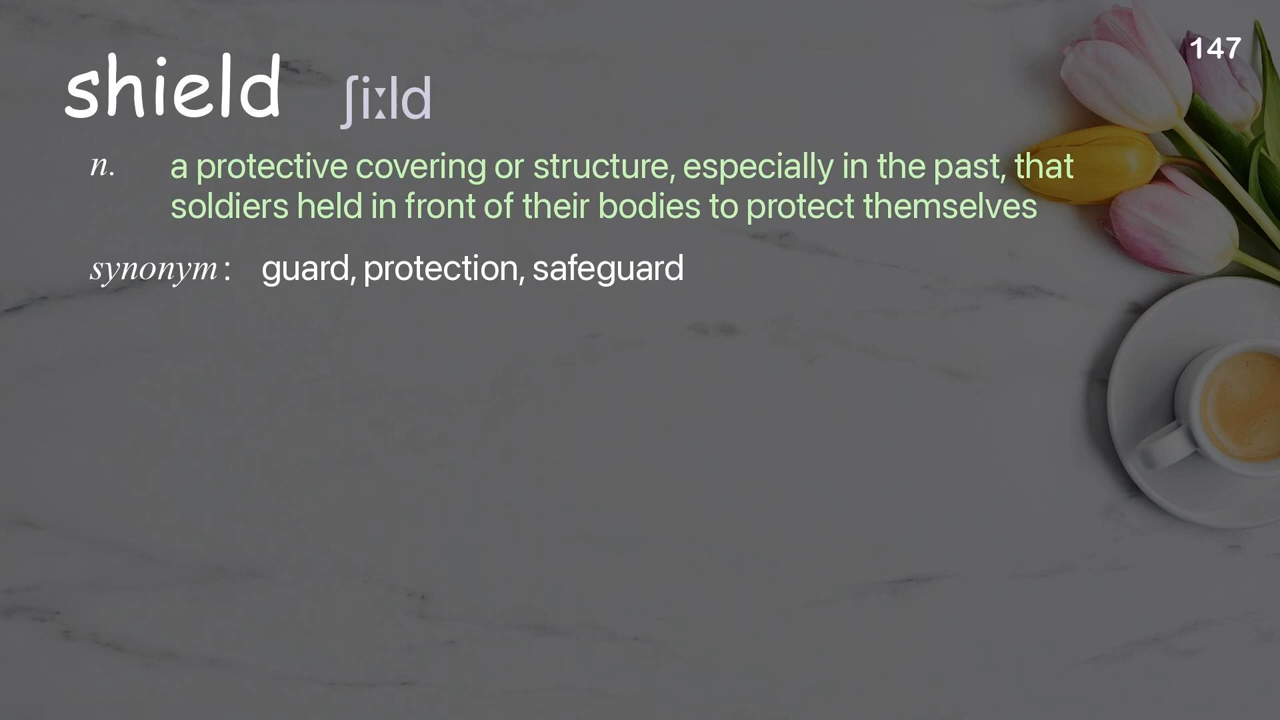 147
shield ʃiːld
n. a protective covering or structure, especially in the past, that
soldiers held in front of their bodies to protect themselves
synonym: guard, protection, safeguard